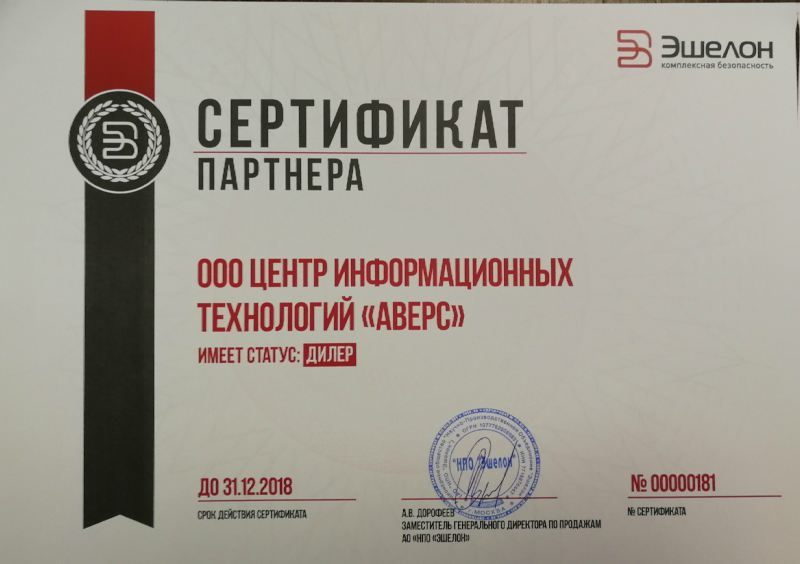 Эшелон
комплексная безопасность
СЕРТИФИКАТ
ПАРТНЕРА
ООО ЦЕНТР ИНФОРМАЦИОННЫХ
ТЕХНОЛОГИЙ «АВЕРС»
ИМЕЕТ СТАТУС: ДИЛЕР
"НПО "Эшелон"
МОСКВА
ДО 31.12.2018
СРОК ДЕЙСТВИЯ СЕРТИФИКАТА
А.В. ДОРОФЕЕВ
ЗАМЕСТИТЕЛЬ ГЕНЕРАЛЬНОГО ДИРЕКТОРА ПО ПРОДАЖАМ
АО «НПО «ЭШЕЛОН»
№ 00000181
№ СЕРТИФИКАТА